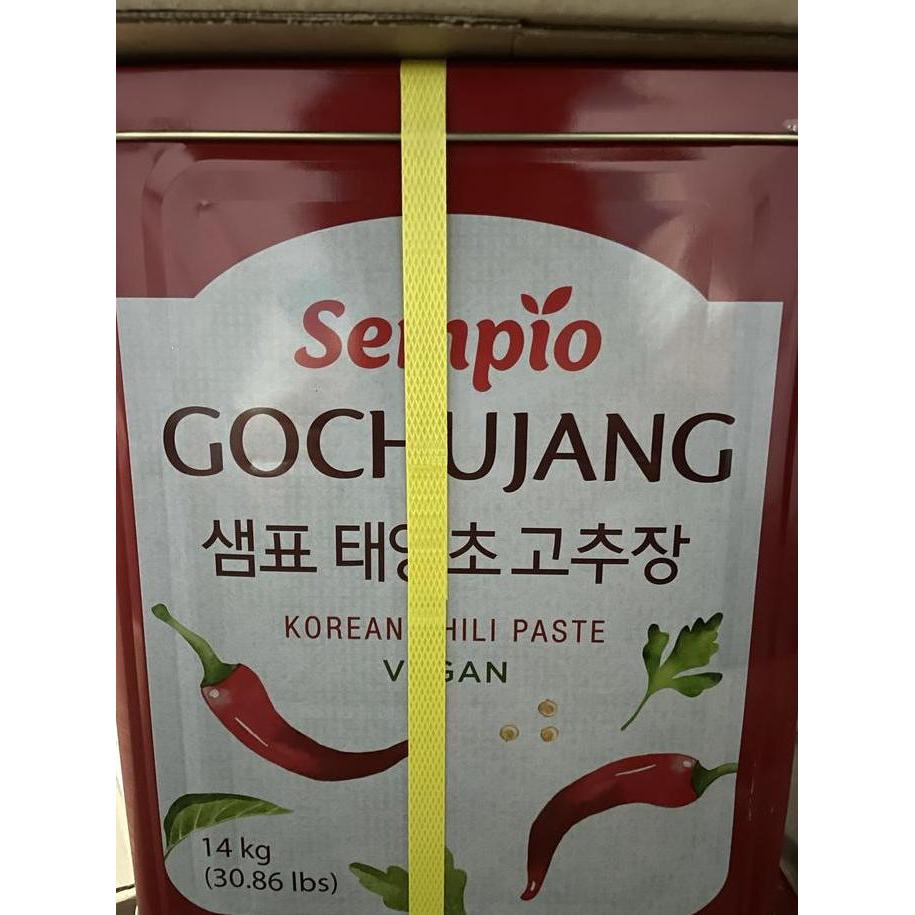 Sempio
GOCHUJANG
샘표 태양초 고추장
KOREAN CHILI PASTE
VEGAN
14 kg
(30.86 lbs)